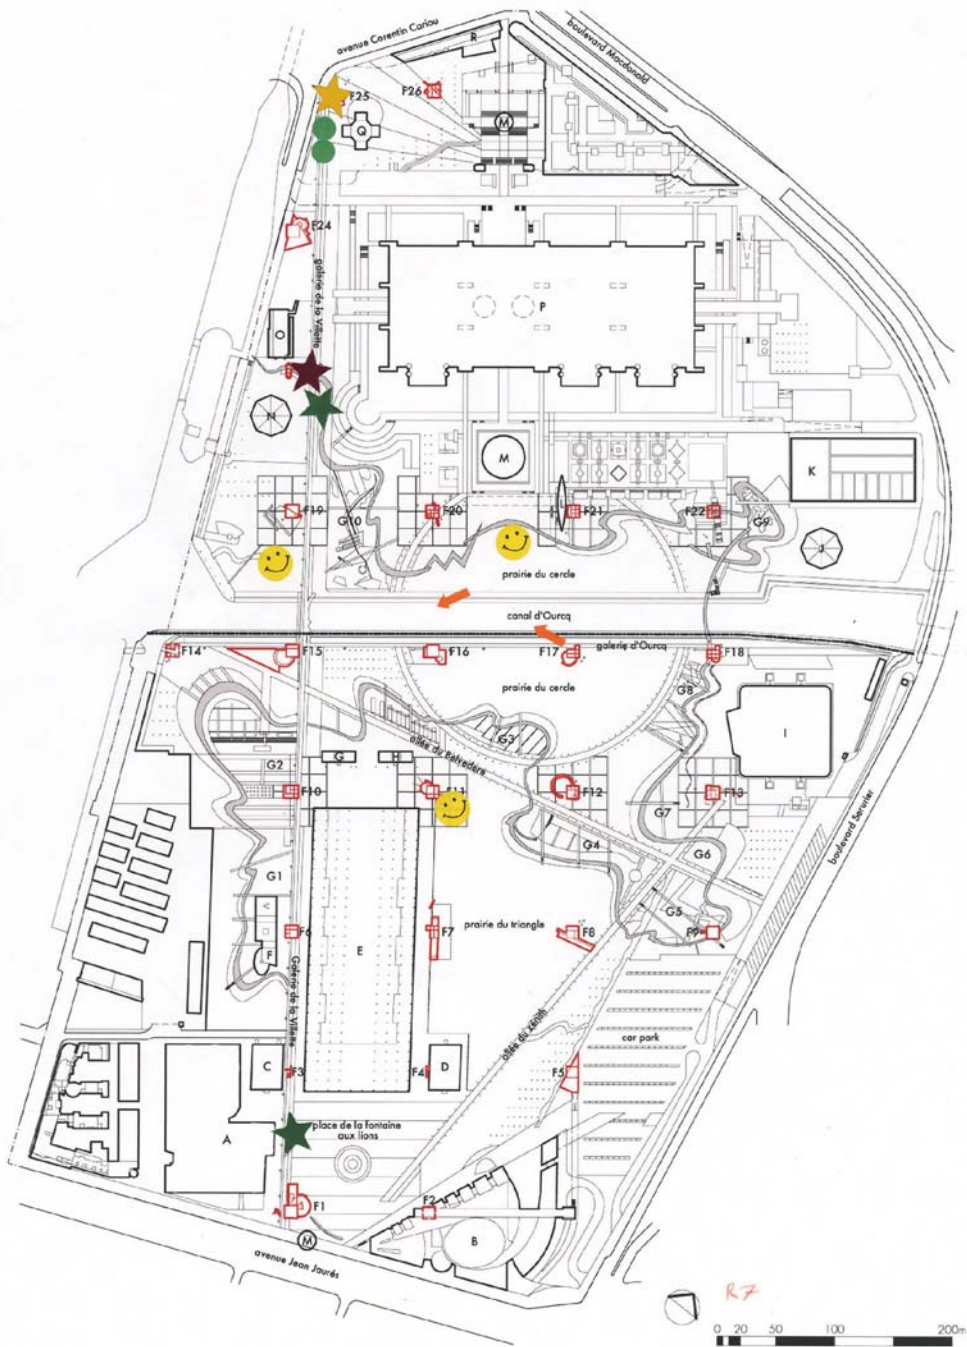 avenue Corentin Cariou
boulevard Macdonald
R
F26
F25
M
Q
F24
galerie de la Villette
O
P
N
M
K
L
F19
G10
F20
F21
F22
G9
J
prairie du cercle
canal d'Ourcq
galerie d'Ourcq
F14
F15
F16
F17
F18
prairie du cercle
G8
G3
allée du Belvédère
I
G
H
G2
F10
F11
F12
F13
G7
G4
G6
boulevard Serurier
G1
G5
F6
F7
prairie du triangle
F8
F9
F
E
Galerie de la Villette
allée du zénith
car park
C
F3
F4
D
F5
A
place de la fontaine
aux lions
F1
F2
M
B
avenue Jean Jaurés
R7
0 20 50 100 200m